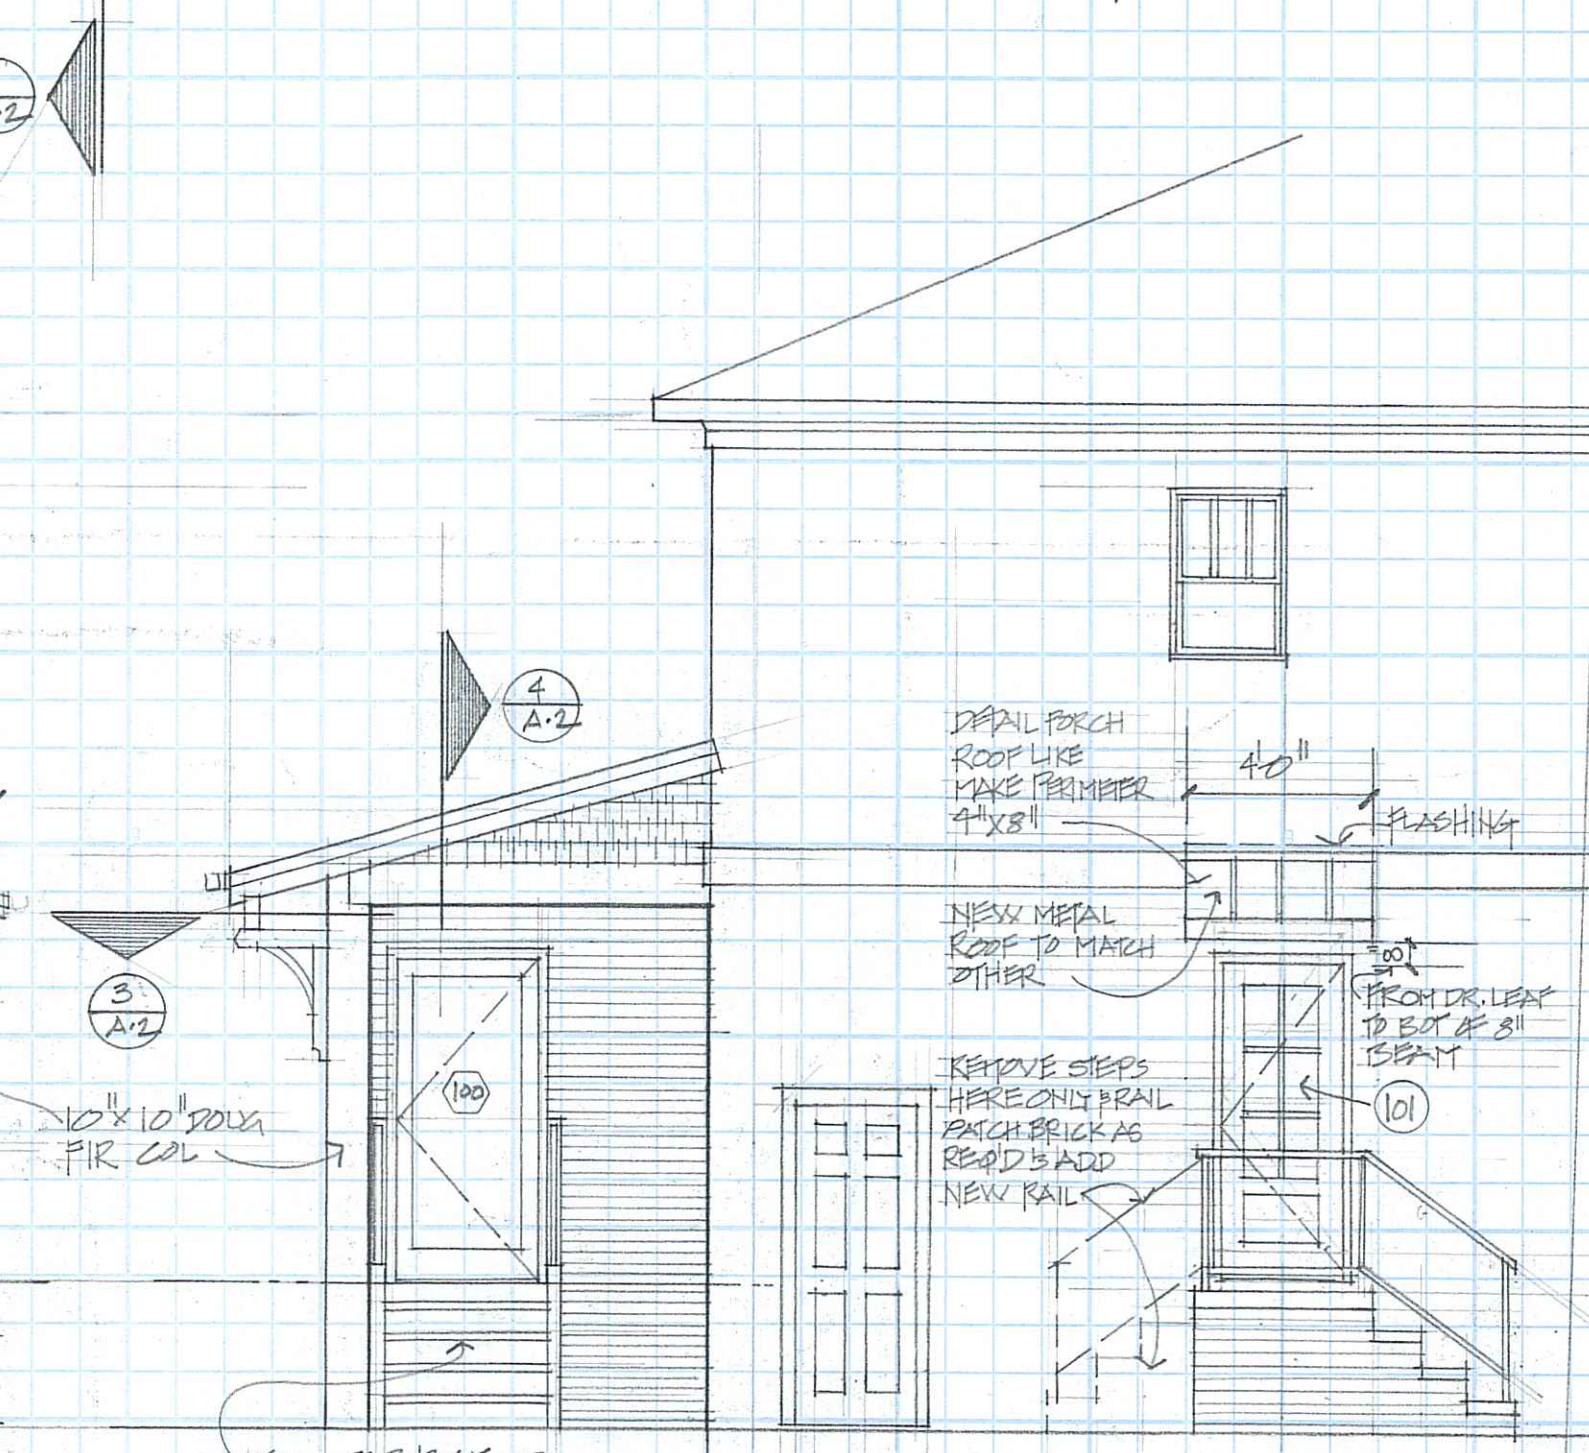 4
A.2
DETAIL PORCH
ROOF LIKE
MAKE PERIMETER
4"X8"
4'0"
FLASHING
NEW METAL
ROOF TO MATCH
OTHER
8"
FROM DR. LEAF
TO BOT OF 8"
BEAM
3
A.2
100
10"X10" DOUG
FIR COL
REMOVE STEPS
HERE ONLY & RAIL
PATCH BRICK AS
REQ'D & ADD
NEW RAIL
101